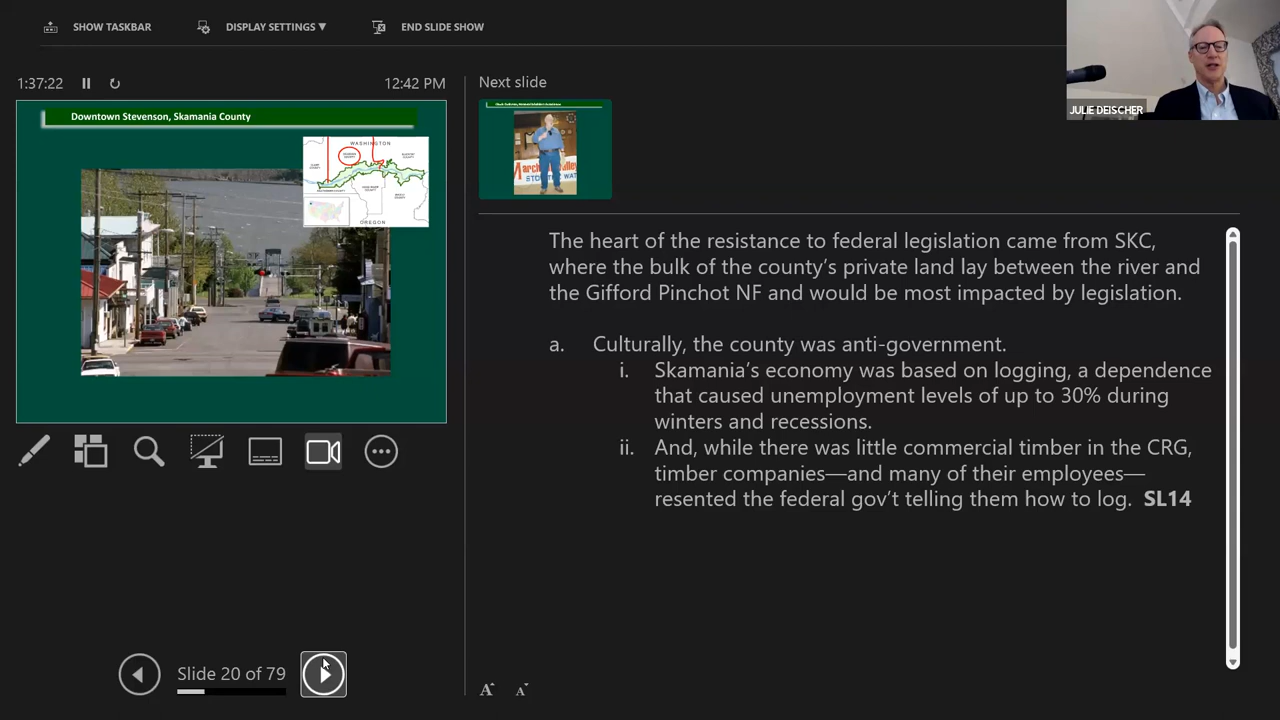 SHOW TASKBAR
DISPLAY SETTINGS ▼
END SLIDE SHOW
JULIE DEISCHER
1:37:22
12:42 PM
Downtown Stevenson, Skamania County
WASHINGTON
OREGON
Slide 20 of 79
Next slide
The heart of the resistance to federal legislation came from SKC,
where the bulk of the county’s private land lay between the river and
the Gifford Pinchot NF and would be most impacted by legislation.
a. Culturally, the county was anti-government.
i. Skamania’s economy was based on logging, a dependence
that caused unemployment levels of up to 30% during
winters and recessions.
ii. And, while there was little commercial timber in the CRG,
timber companies—and many of their employees—
resented the federal gov’t telling them how to log. SL14
A A